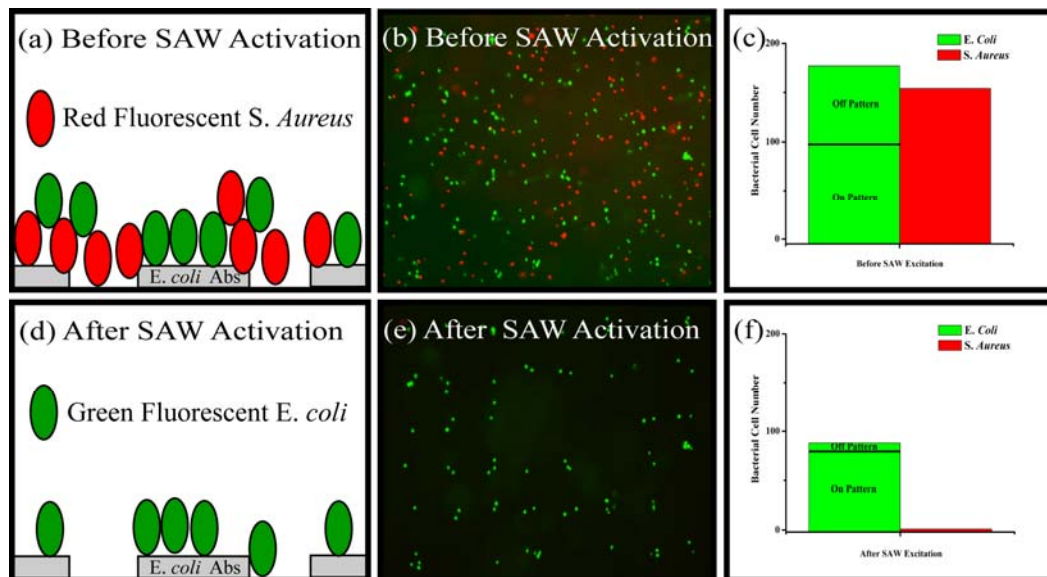 (a) Before SAW Activation
Red Fluorescent S. Aureus
E. coli Abs
(b) Before SAW Activation
(c)
E. Coli
S. Aureus
200
100
0
Bacterial Cell Number
Off Pattern
On Pattern
Before SAW Excitation
(d) After SAW Activation
Green Fluorescent E. coli
E. coli Abs
(e) After SAW Activation
(f)
E. Coli
S. Aureus
200
100
0
Bacterial Cell Number
Off Pattern
On Pattern
After SAW Excitation